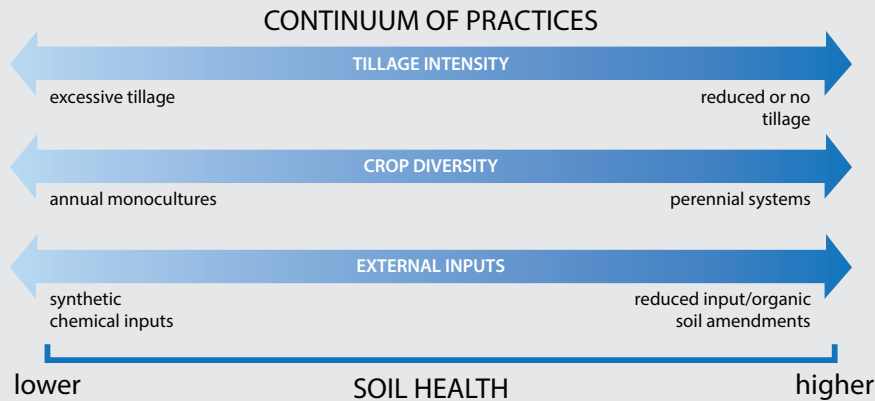 CONTINUUM OF PRACTICES
TILLAGE INTENSITY
excessive tillage
reduced or no
tillage
CROP DIVERSITY
annual monocultures
perennial systems
EXTERNAL INPUTS
synthetic
chemical inputs
reduced input/organic
soil amendments
lower
SOIL HEALTH
higher